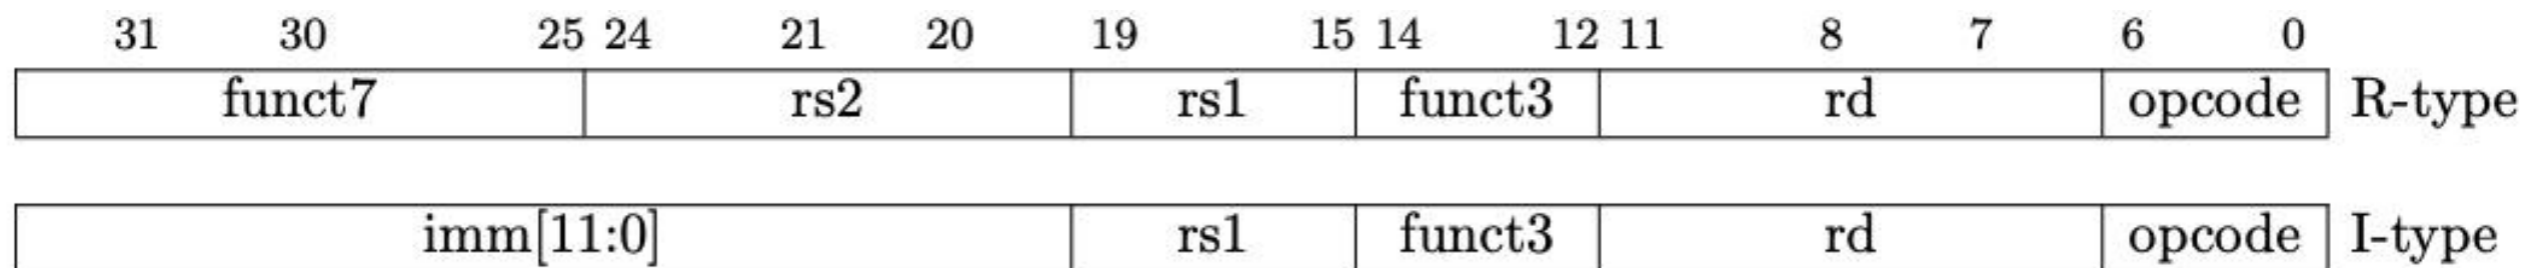 31 30 25 24 21 20 19 15 14 12 11 8 7 6 0
funct7 rs2 rs1 funct3 rd opcode R-type
imm[11:0] rs1 funct3 rd opcode I-type